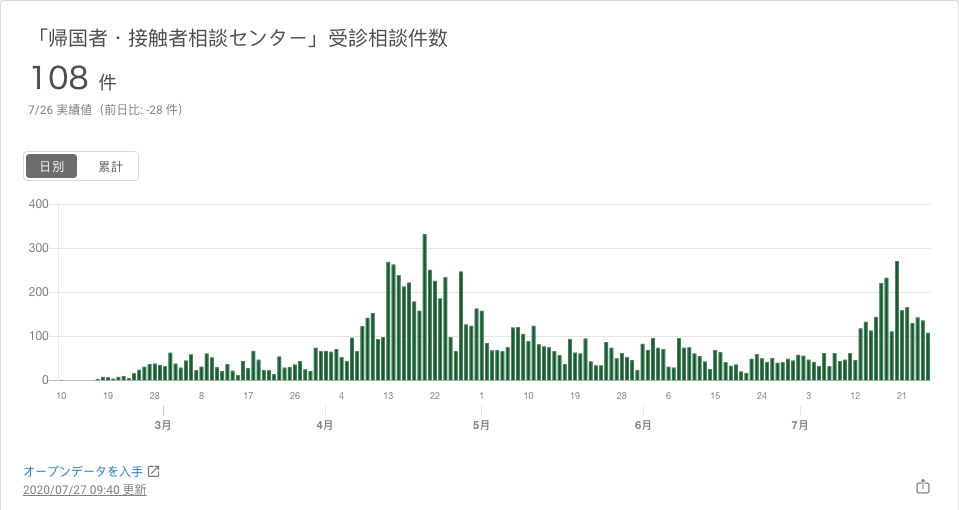 「帰国者・接触者相談センター」受診相談件数
108 件
7/26 実績値（前日比: -28 件）
日別 累計
400
300
200
100
0
10 19 28 8 17 26 4 13 22 1 10 19 28 6 15 24 3 12 21
3月 4月 5月 6月 7月
オープンデータを入手
2020/07/27 09:40 更新